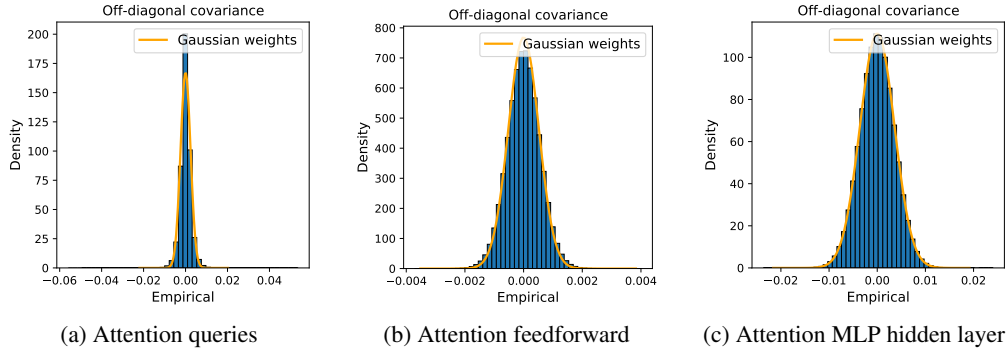 Off-diagonal covariance
Gaussian weights
200
175
150
125
100
75
50
25
0
Density
−0.06 −0.04 −0.02 0.00 0.02 0.04
Empirical
(a) Attention queries
Off-diagonal covariance
Gaussian weights
800
700
600
500
400
300
200
100
0
Density
−0.004 −0.002 0.000 0.002 0.004
Empirical
(b) Attention feedforward
Off-diagonal covariance
Gaussian weights
100
80
60
40
20
0
Density
−0.02 −0.01 0.00 0.01 0.02
Empirical
(c) Attention MLP hidden layer